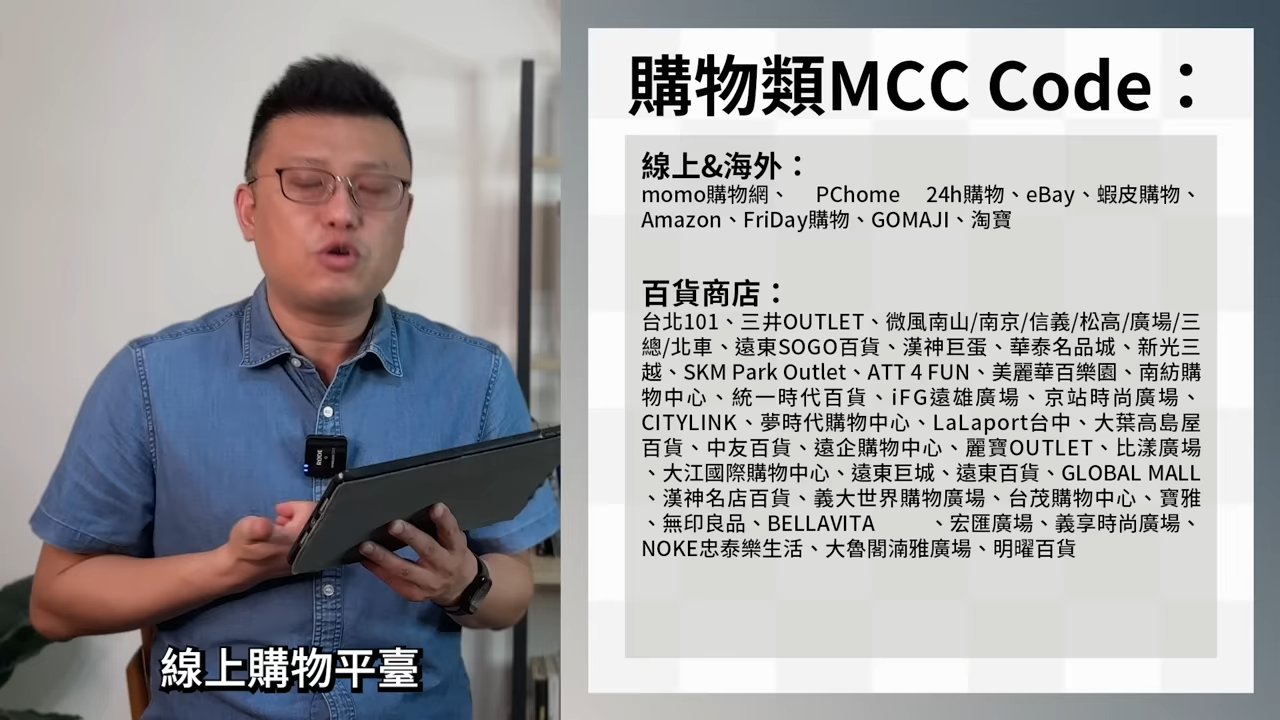 購物類MCC Code：
線上&海外：
momo購物網、 PChome 24h購物、eBay、蝦皮購物、
Amazon、FriDay購物、GOMAJI、淘寶
百貨商店：
台北101、三井OUTLET、微風南山/南京/信義/松高/廣場/三
總/北車、遠東SOGO百貨、漢神巨蛋、華泰名品城、新光三
越、SKM Park Outlet、ATT 4 FUN、美麗華百樂園、南紡購
物中心、統一時代百貨、iFG遠雄廣場、京站時尚廣場、
CITYLINK、夢時代購物中心、LaLaport台中、大葉高島屋
百貨、中友百貨、遠企購物中心、麗寶OUTLET、比漾廣場
、大江國際購物中心、遠東巨城、遠東百貨、GLOBAL MALL
、漢神名店百貨、義大世界購物廣場、台茂購物中心、寶雅
、無印良品、BELLAVITA 、宏匯廣場、義享時尚廣場、
NOKE忠泰樂生活、大魯閣湳雅廣場、明曜百貨
RODE
線上購物平臺